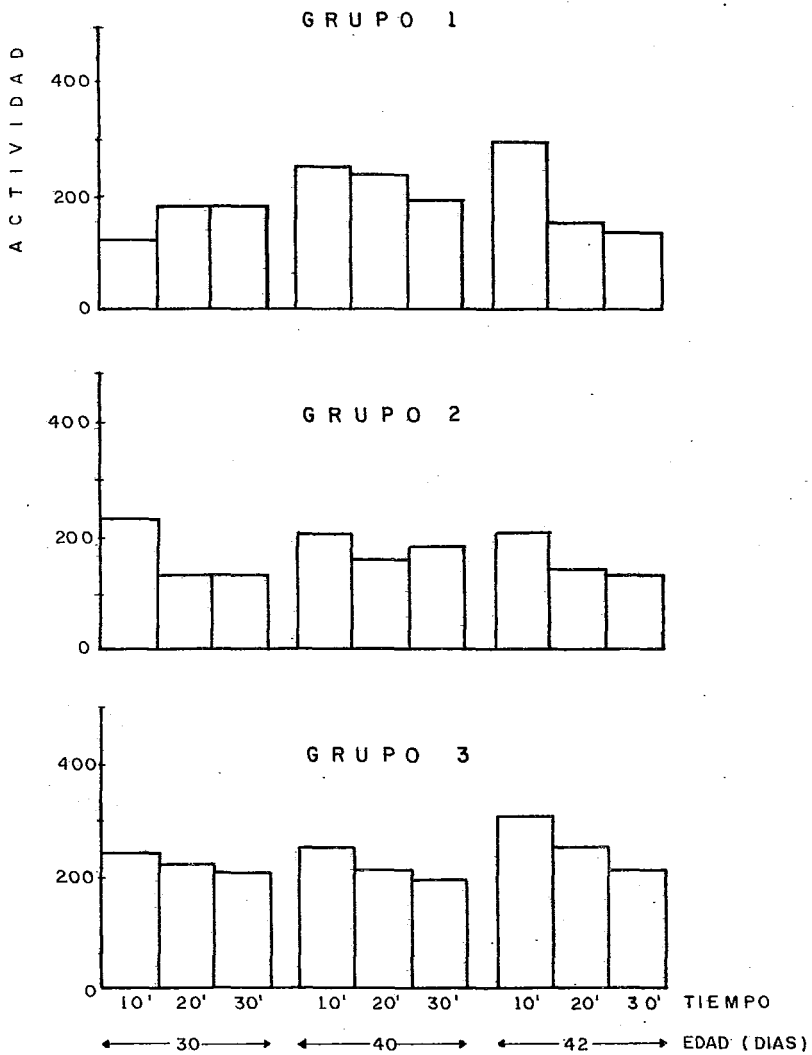 GRUPO 1
ACTIVIDAD
400
200
0
GRUPO 2
400
200
0
GRUPO 3
400
200
0
10' 20' 30' 10' 20' 30' 10' 20' 30' TIEMPO
30 40 42 EDAD (DIAS)